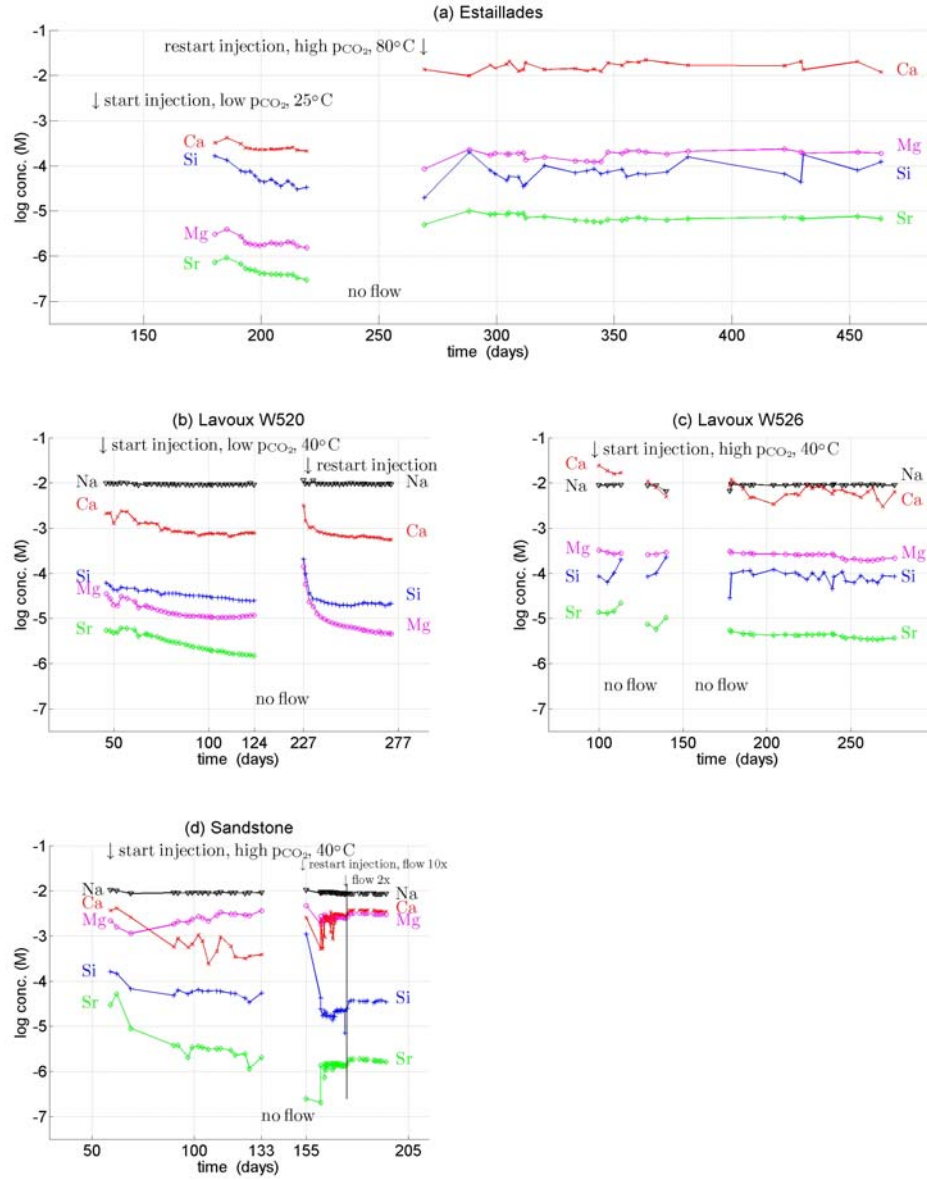 (a) Estaillades
-1
restart injection, high pCO2, 80°C ↓
Ca
-2
↓ start injection, low pCO2, 25°C
-3
Ca
Si
Mg
-4
Si
log conc. (M)
-5
Sr
Mg
-6
Sr
no flow
-7
150 200 250 300 350 400 450
time (days)
(b) Lavoux W520
-1
↓ start injection, low pCO2, 40°C
↓ restart injection
-2
Na
Na
Ca
-3
Ca
Si
-4
Si
Mg
Mg
log conc. (M)
-5
Sr
-6
no flow
-7
50 100 124 227 277
time (days)
(c) Lavoux W526
-1
↓ start injection, high pCO2, 40°C
Ca
-2
Na
Na
Ca
-3
Mg
Mg
-4
Si
Si
log conc. (M)
-5
Sr
Sr
-6
no flow
no flow
-7
100 150 200 250
time (days)
(d) Sandstone
-1
↓ start injection, high pCO2, 40°C
↓ restart injection, flow 10x
↓ flow 2x
-2
Na
Na
Ca
Ca
Mg
Mg
-3
Si
-4
Si
Sr
log conc. (M)
-5
Sr
-6
no flow
-7
50 100 133 155 205
time (days)